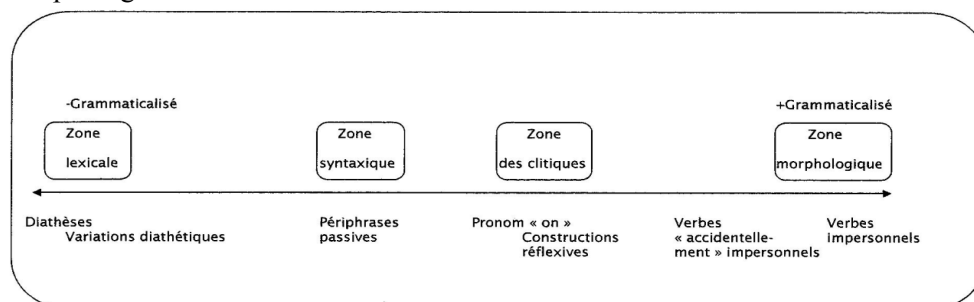 -Grammaticalisé
+Grammaticalisé
Zone
lexicale
Zone
syntaxique
Zone
des clitiques
Zone
morphologique
Diathèses
Variations diathétiques
Périphrases
passives
Pronom « on »
Constructions
réflexives
Verbes
« accidentelle-
ment » impersonnels
Verbes
impersonnels